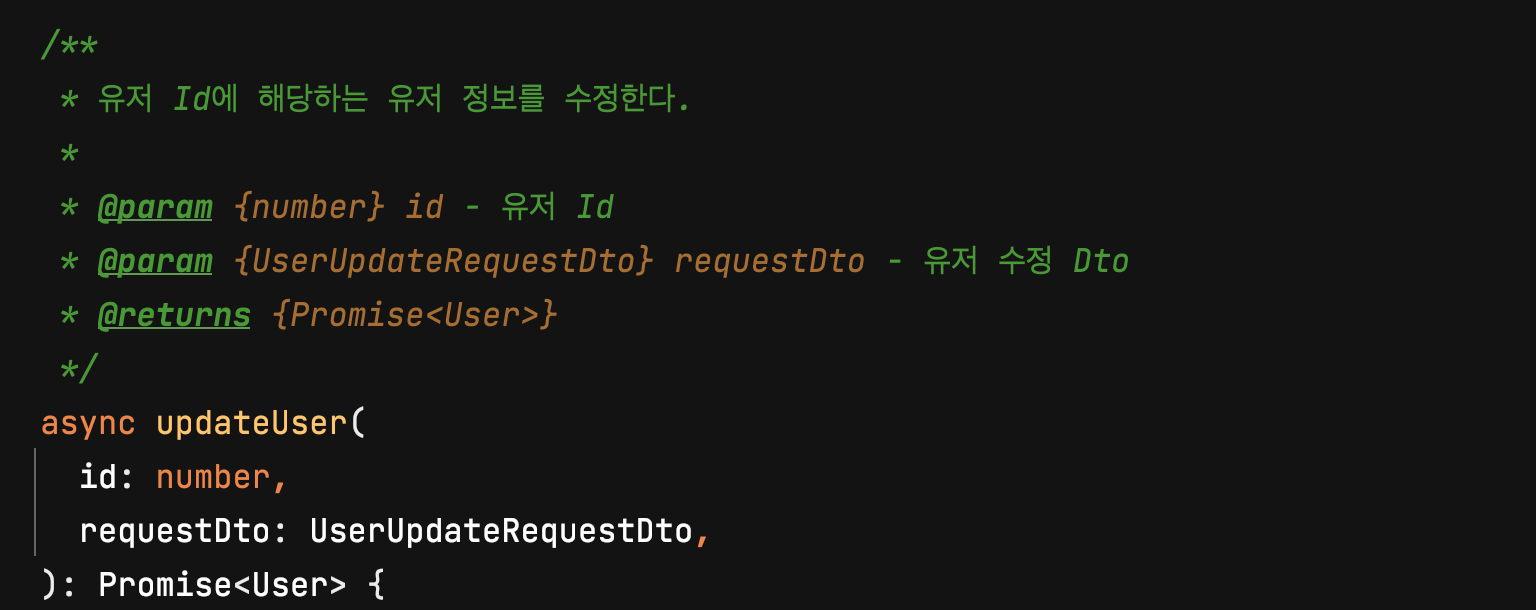 /**
 * 유저 Id에 해당하는 유저 정보를 수정한다.
 *
 * @param {number} id - 유저 Id
 * @param {UserUpdateRequestDto} requestDto - 유저 수정 Dto
 * @returns {Promise<User>}
 */
async updateUser(
  id: number,
  requestDto: UserUpdateRequestDto,
): Promise<User> {